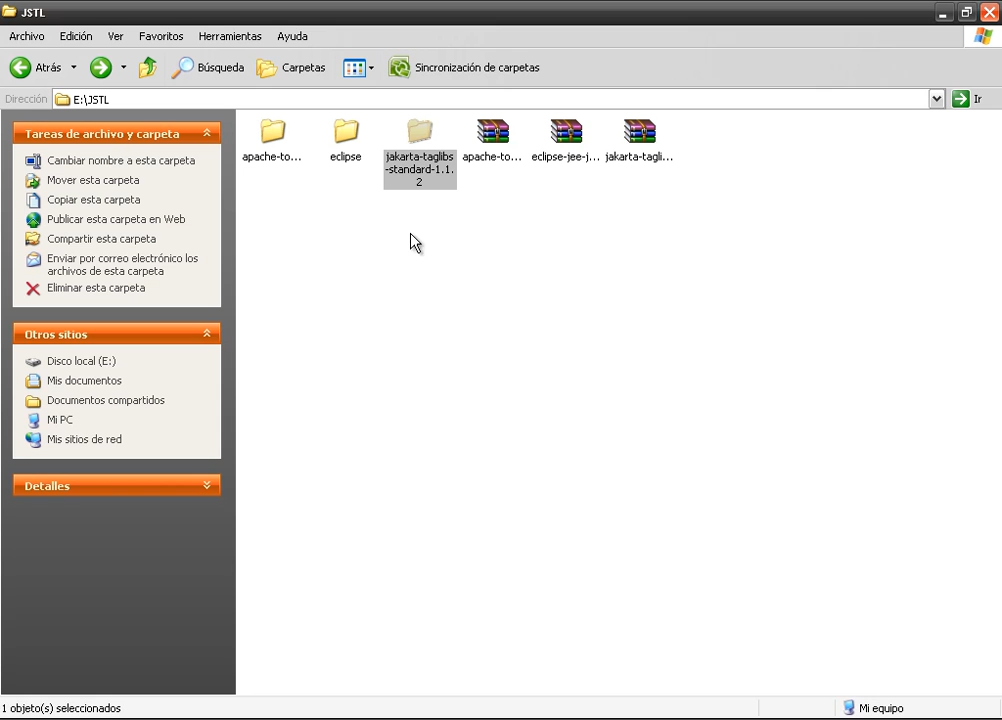 JSTL
Archivo Edición Ver Favoritos Herramientas Ayuda
Atrás Búsqueda Carpetas Sincronización de carpetas
Dirección E:\JSTL Ir
Tareas de archivo y carpeta
Cambiar nombre a esta carpeta
Mover esta carpeta
Copiar esta carpeta
Publicar esta carpeta en Web
Compartir esta carpeta
Enviar por correo electrónico los
archivos de esta carpeta
Eliminar esta carpeta
Otros sitios
Disco local (E:)
Mis documentos
Documentos compartidos
Mi PC
Mis sitios de red
Detalles
apache-to...
eclipse
jakarta-taglibs
-standard-1.1.
2
apache-to...
eclipse-jee-j...
jakarta-tagli...
1 objeto(s) seleccionados
Mi equipo